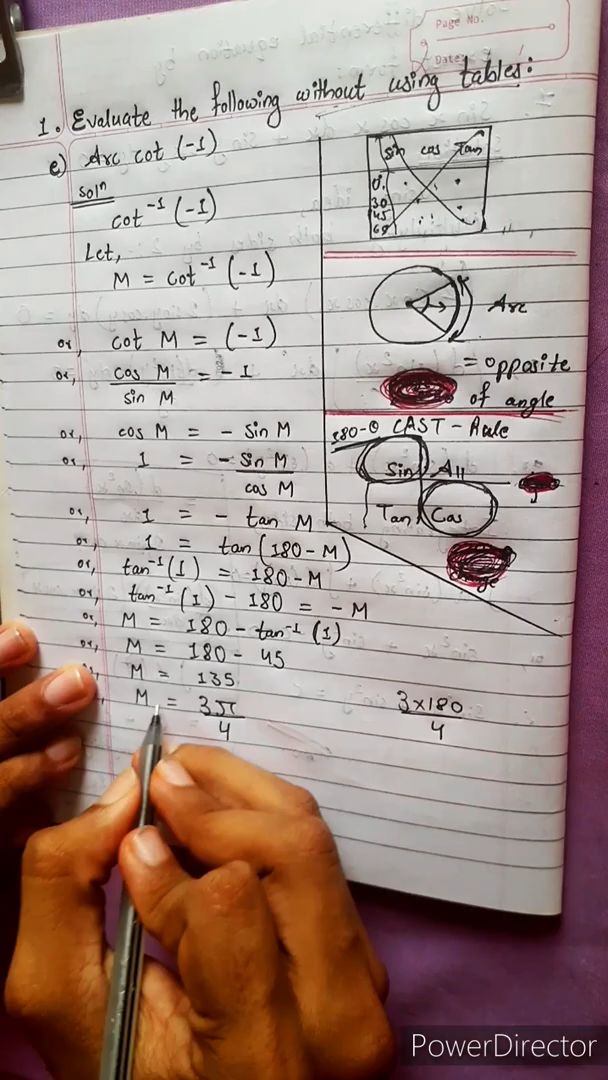 Page No.
Date:
1. Evaluate the following without using tables:
e) Arc cot (-1)
solⁿ
cot⁻¹ (-1)
Let,
M = cot⁻¹ (-1)
or, cot M = (-1)
or, cos M / sin M = -1
or, cos M = - sin M
or, 1 = - sin M / cos M
or, 1 = - tan M
or, 1 = tan (180 - M)
or, tan⁻¹ (1) = 180 - M
or, tan⁻¹ (1) - 180 = - M
or, M = 180 - tan⁻¹ (1)
or, M = 180 - 45
M = 135
M = 3π / 4
3 x 180 / 4
sin cos tan
0
30
45
60
Arc
= opposite
of angle
180-θ CAST - Rule
Sin All
Tan Cos
PowerDirector